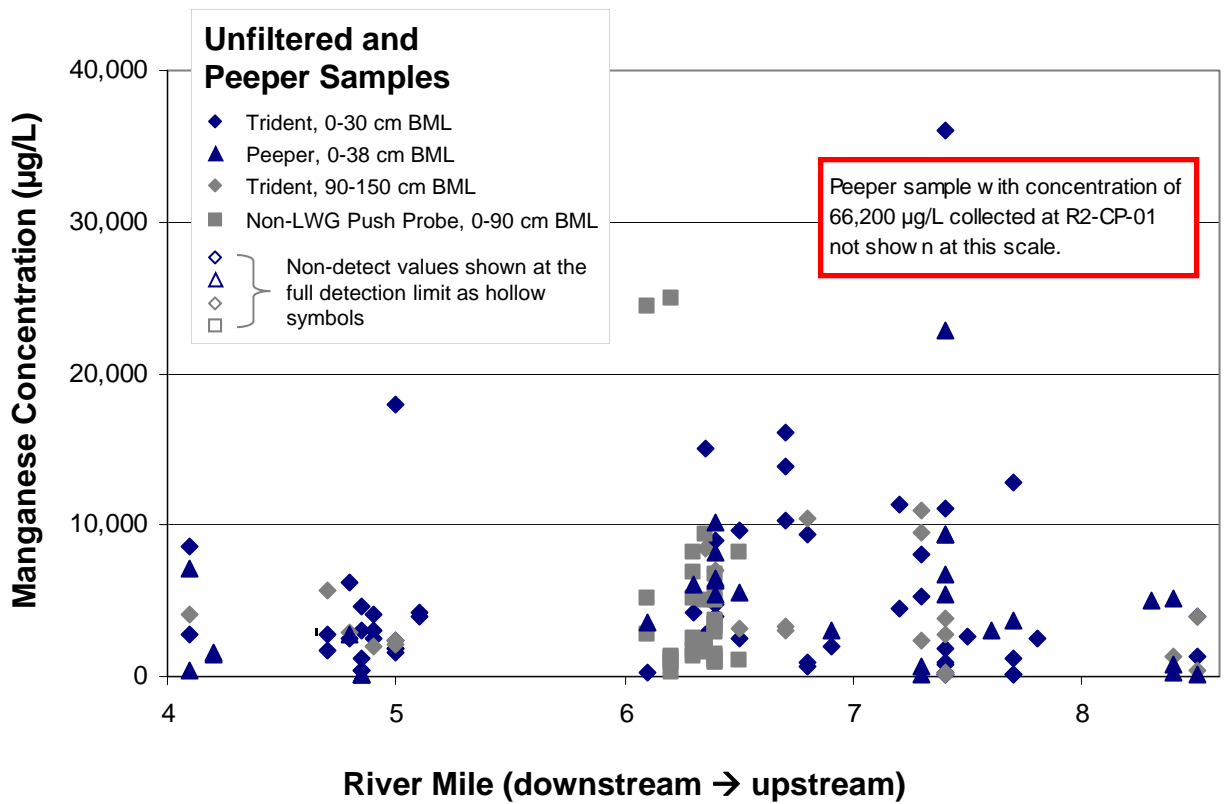 Unfiltered and
Peeper Samples
Trident, 0-30 cm BML
Peeper, 0-38 cm BML
Trident, 90-150 cm BML
Non-LWG Push Probe, 0-90 cm BML
Non-detect values shown at the
full detection limit as hollow
symbols
Peeper sample with concentration of
66,200 µg/L collected at R2-CP-01
not shown at this scale.
Manganese Concentration (µg/L)
40,000
30,000
20,000
10,000
0
4 5 6 7 8
River Mile (downstream → upstream)